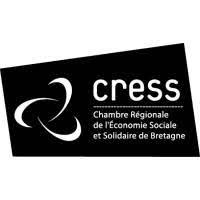 cress
Chambre Régionale
de l'Économie Sociale
et Solidaire de Bretagne